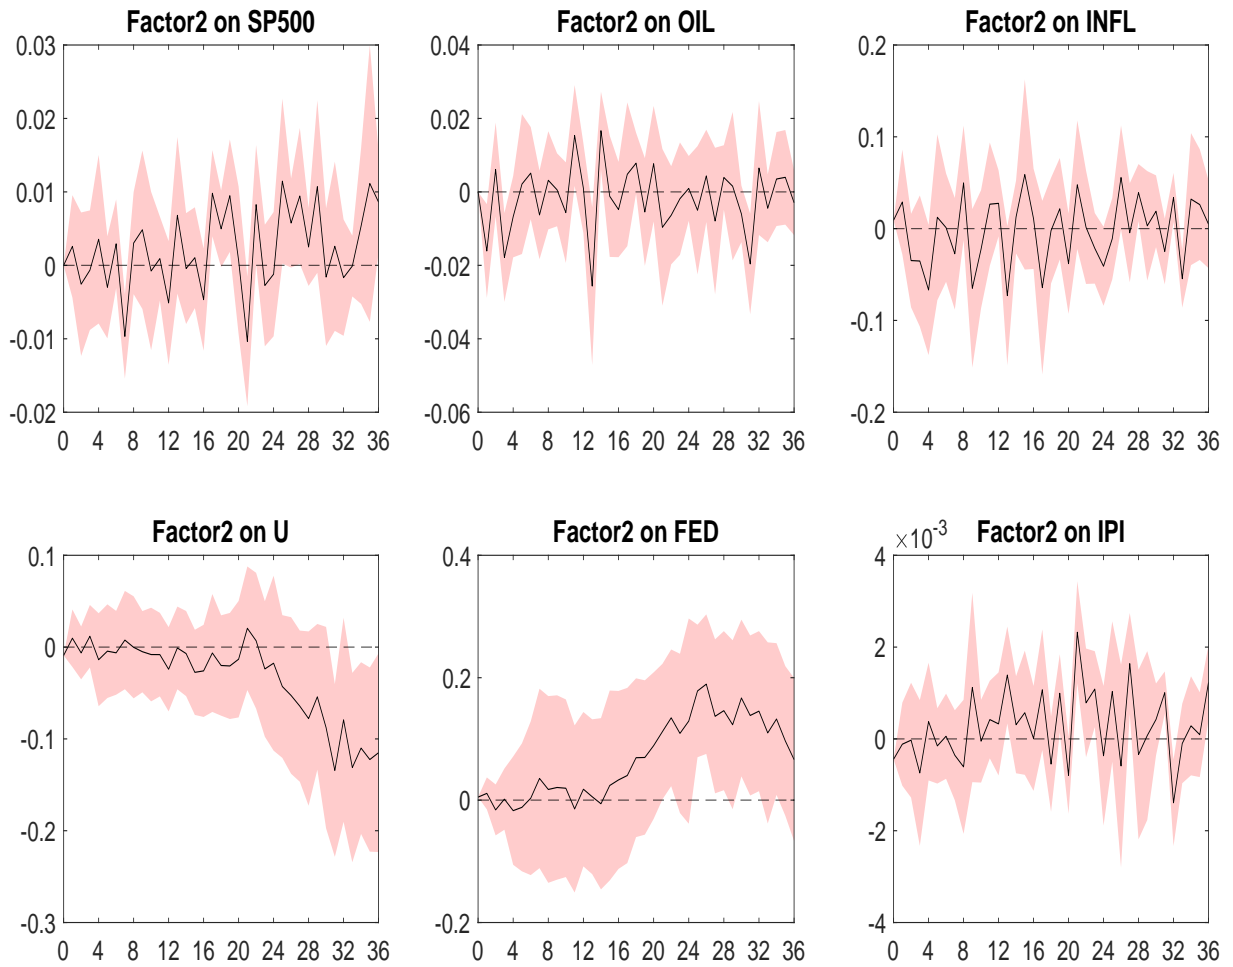 Factor2 on SP500
0.03
0.02
0.01
0
-0.01
-0.02
0 4 8 12 16 20 24 28 32 36
Factor2 on OIL
0.04
0.02
0
-0.02
-0.04
-0.06
0 4 8 12 16 20 24 28 32 36
Factor2 on INFL
0.2
0.1
0
-0.1
-0.2
0 4 8 12 16 20 24 28 32 36
Factor2 on U
0.1
0
-0.1
-0.2
-0.3
0 4 8 12 16 20 24 28 32 36
Factor2 on FED
0.4
0.2
0
-0.2
0 4 8 12 16 20 24 28 32 36
Factor2 on IPI
×10⁻³
4
2
0
-2
-4
0 4 8 12 16 20 24 28 32 36